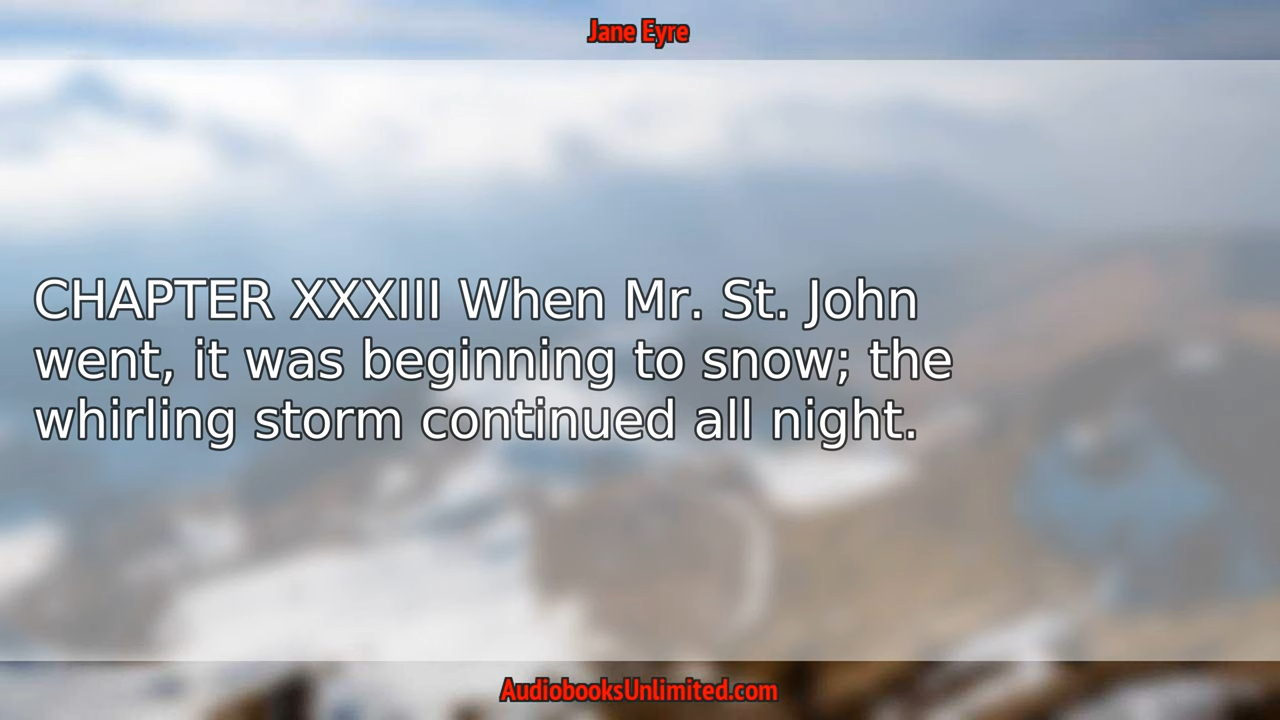 Jane Eyre
CHAPTER XXXIII When Mr. St. John
went, it was beginning to snow; the
whirling storm continued all night.
AudiobooksUnlimited.com